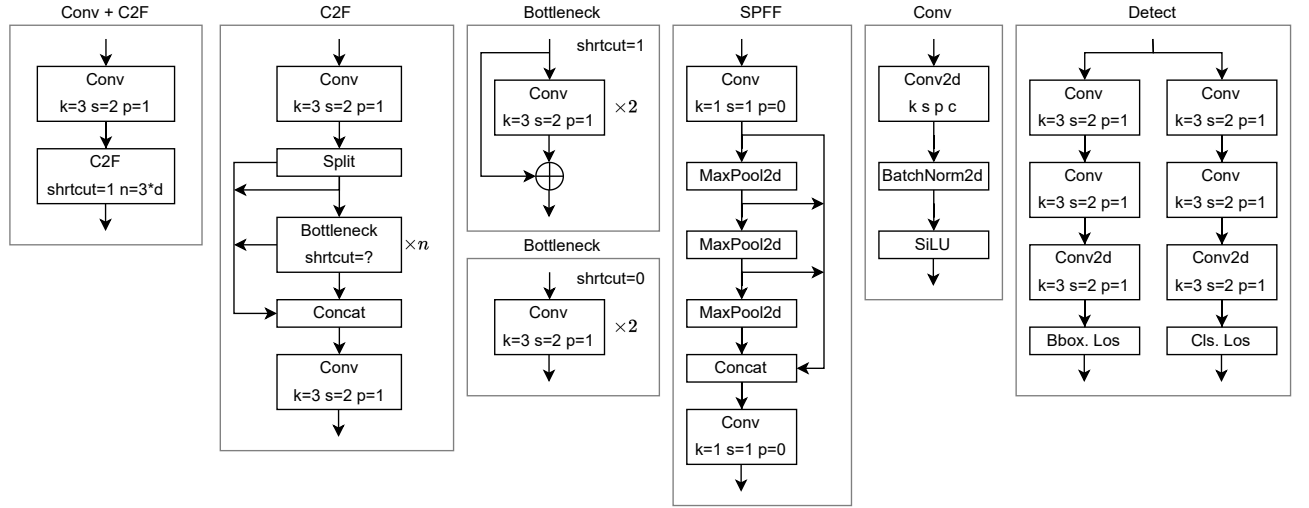 Conv + C2F
Conv
k=3 s=2 p=1
C2F
shrtcut=1 n=3*d
C2F
Conv
k=3 s=2 p=1
Split
Bottleneck
shrtcut=?
×n
Concat
Conv
k=3 s=2 p=1
Bottleneck
shrtcut=1
Conv
k=3 s=2 p=1
×2
Bottleneck
shrtcut=0
Conv
k=3 s=2 p=1
×2
SPFF
Conv
k=1 s=1 p=0
MaxPool2d
MaxPool2d
MaxPool2d
Concat
Conv
k=1 s=1 p=0
Conv
Conv2d
k s p c
BatchNorm2d
SiLU
Detect
Conv
k=3 s=2 p=1
Conv
k=3 s=2 p=1
Conv2d
k=3 s=2 p=1
Bbox. Los
Conv
k=3 s=2 p=1
Conv
k=3 s=2 p=1
Conv2d
k=3 s=2 p=1
Cls. Los